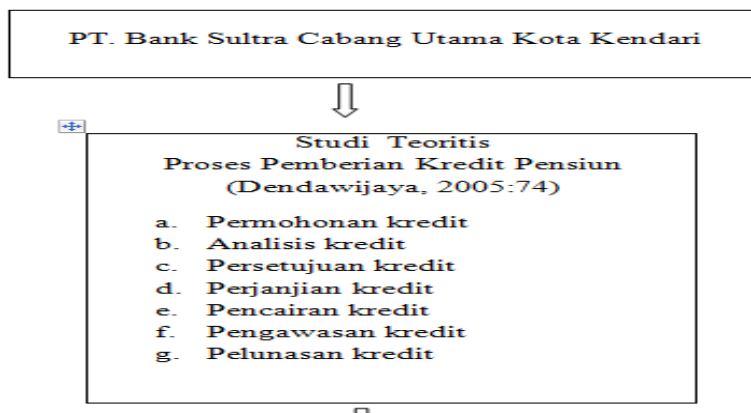 PT. Bank Sultra Cabang Utama Kota Kendari
Studi Teoritis
Proses Pemberian Kredit Pensiun
(Dendawijaya, 2005:74)
a. Permohonan kredit
b. Analisis kredit
c. Persetujuan kredit
d. Perjanjian kredit
e. Pencairan kredit
f. Pengawasan kredit
g. Pelunasan kredit